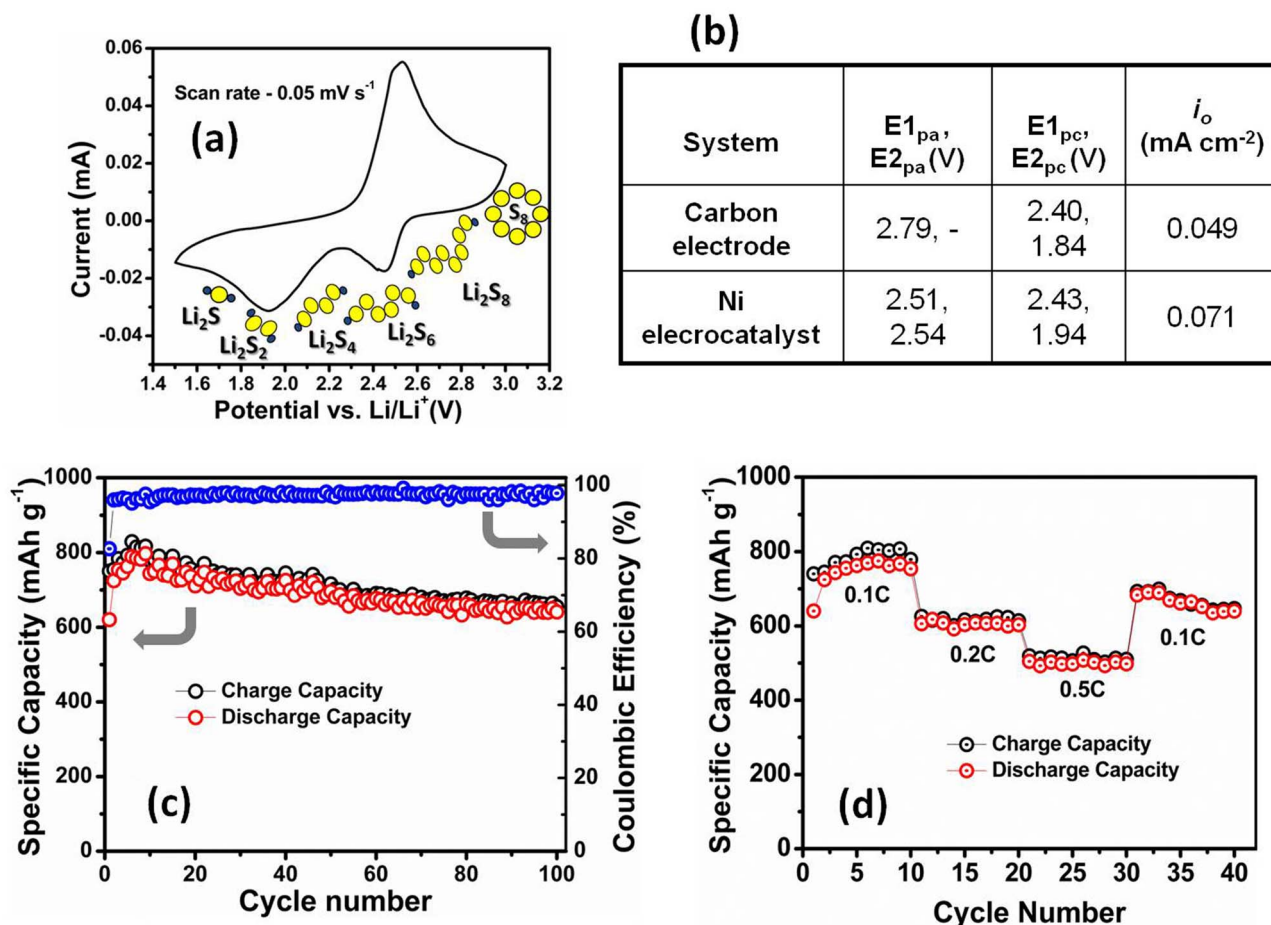 (a)
Scan rate - 0.05 mV s⁻¹
Current (mA)
0.06
0.04
0.02
0.00
-0.02
-0.04
S₈
Li₂S₈
Li₂S₆
Li₂S₄
Li₂S₂
Li₂S
1.4 1.6 1.8 2.0 2.2 2.4 2.6 2.8 3.0 3.2
Potential vs. Li/Li⁺(V)
(b)
System
E1pa,
E2pa(V)
E1pc,
E2pc(V)
io
(mA cm⁻²)
Carbon
electrode
2.79, -
2.40,
1.84
0.049
Ni
elecrocatalyst
2.51,
2.54
2.43,
1.94
0.071
(c)
Specific Capacity (mAh g⁻¹)
1000
800
600
400
200
0
Charge Capacity
Discharge Capacity
Coulombic Efficiency (%)
100
80
60
40
20
0
0 20 40 60 80 100
Cycle number
(d)
Specific Capacity (mAh g⁻¹)
1000
800
600
400
200
0
0.1C
0.2C
0.5C
0.1C
Charge Capacity
Discharge Capacity
0 5 10 15 20 25 30 35 40
Cycle Number